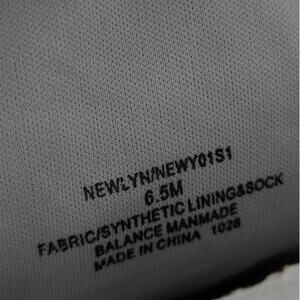 NEWLYN/NEWY01S1
6.5M
FABRIC/SYNTHETIC LINING&SOCK
BALANCE MANMADE
MADE IN CHINA 1026